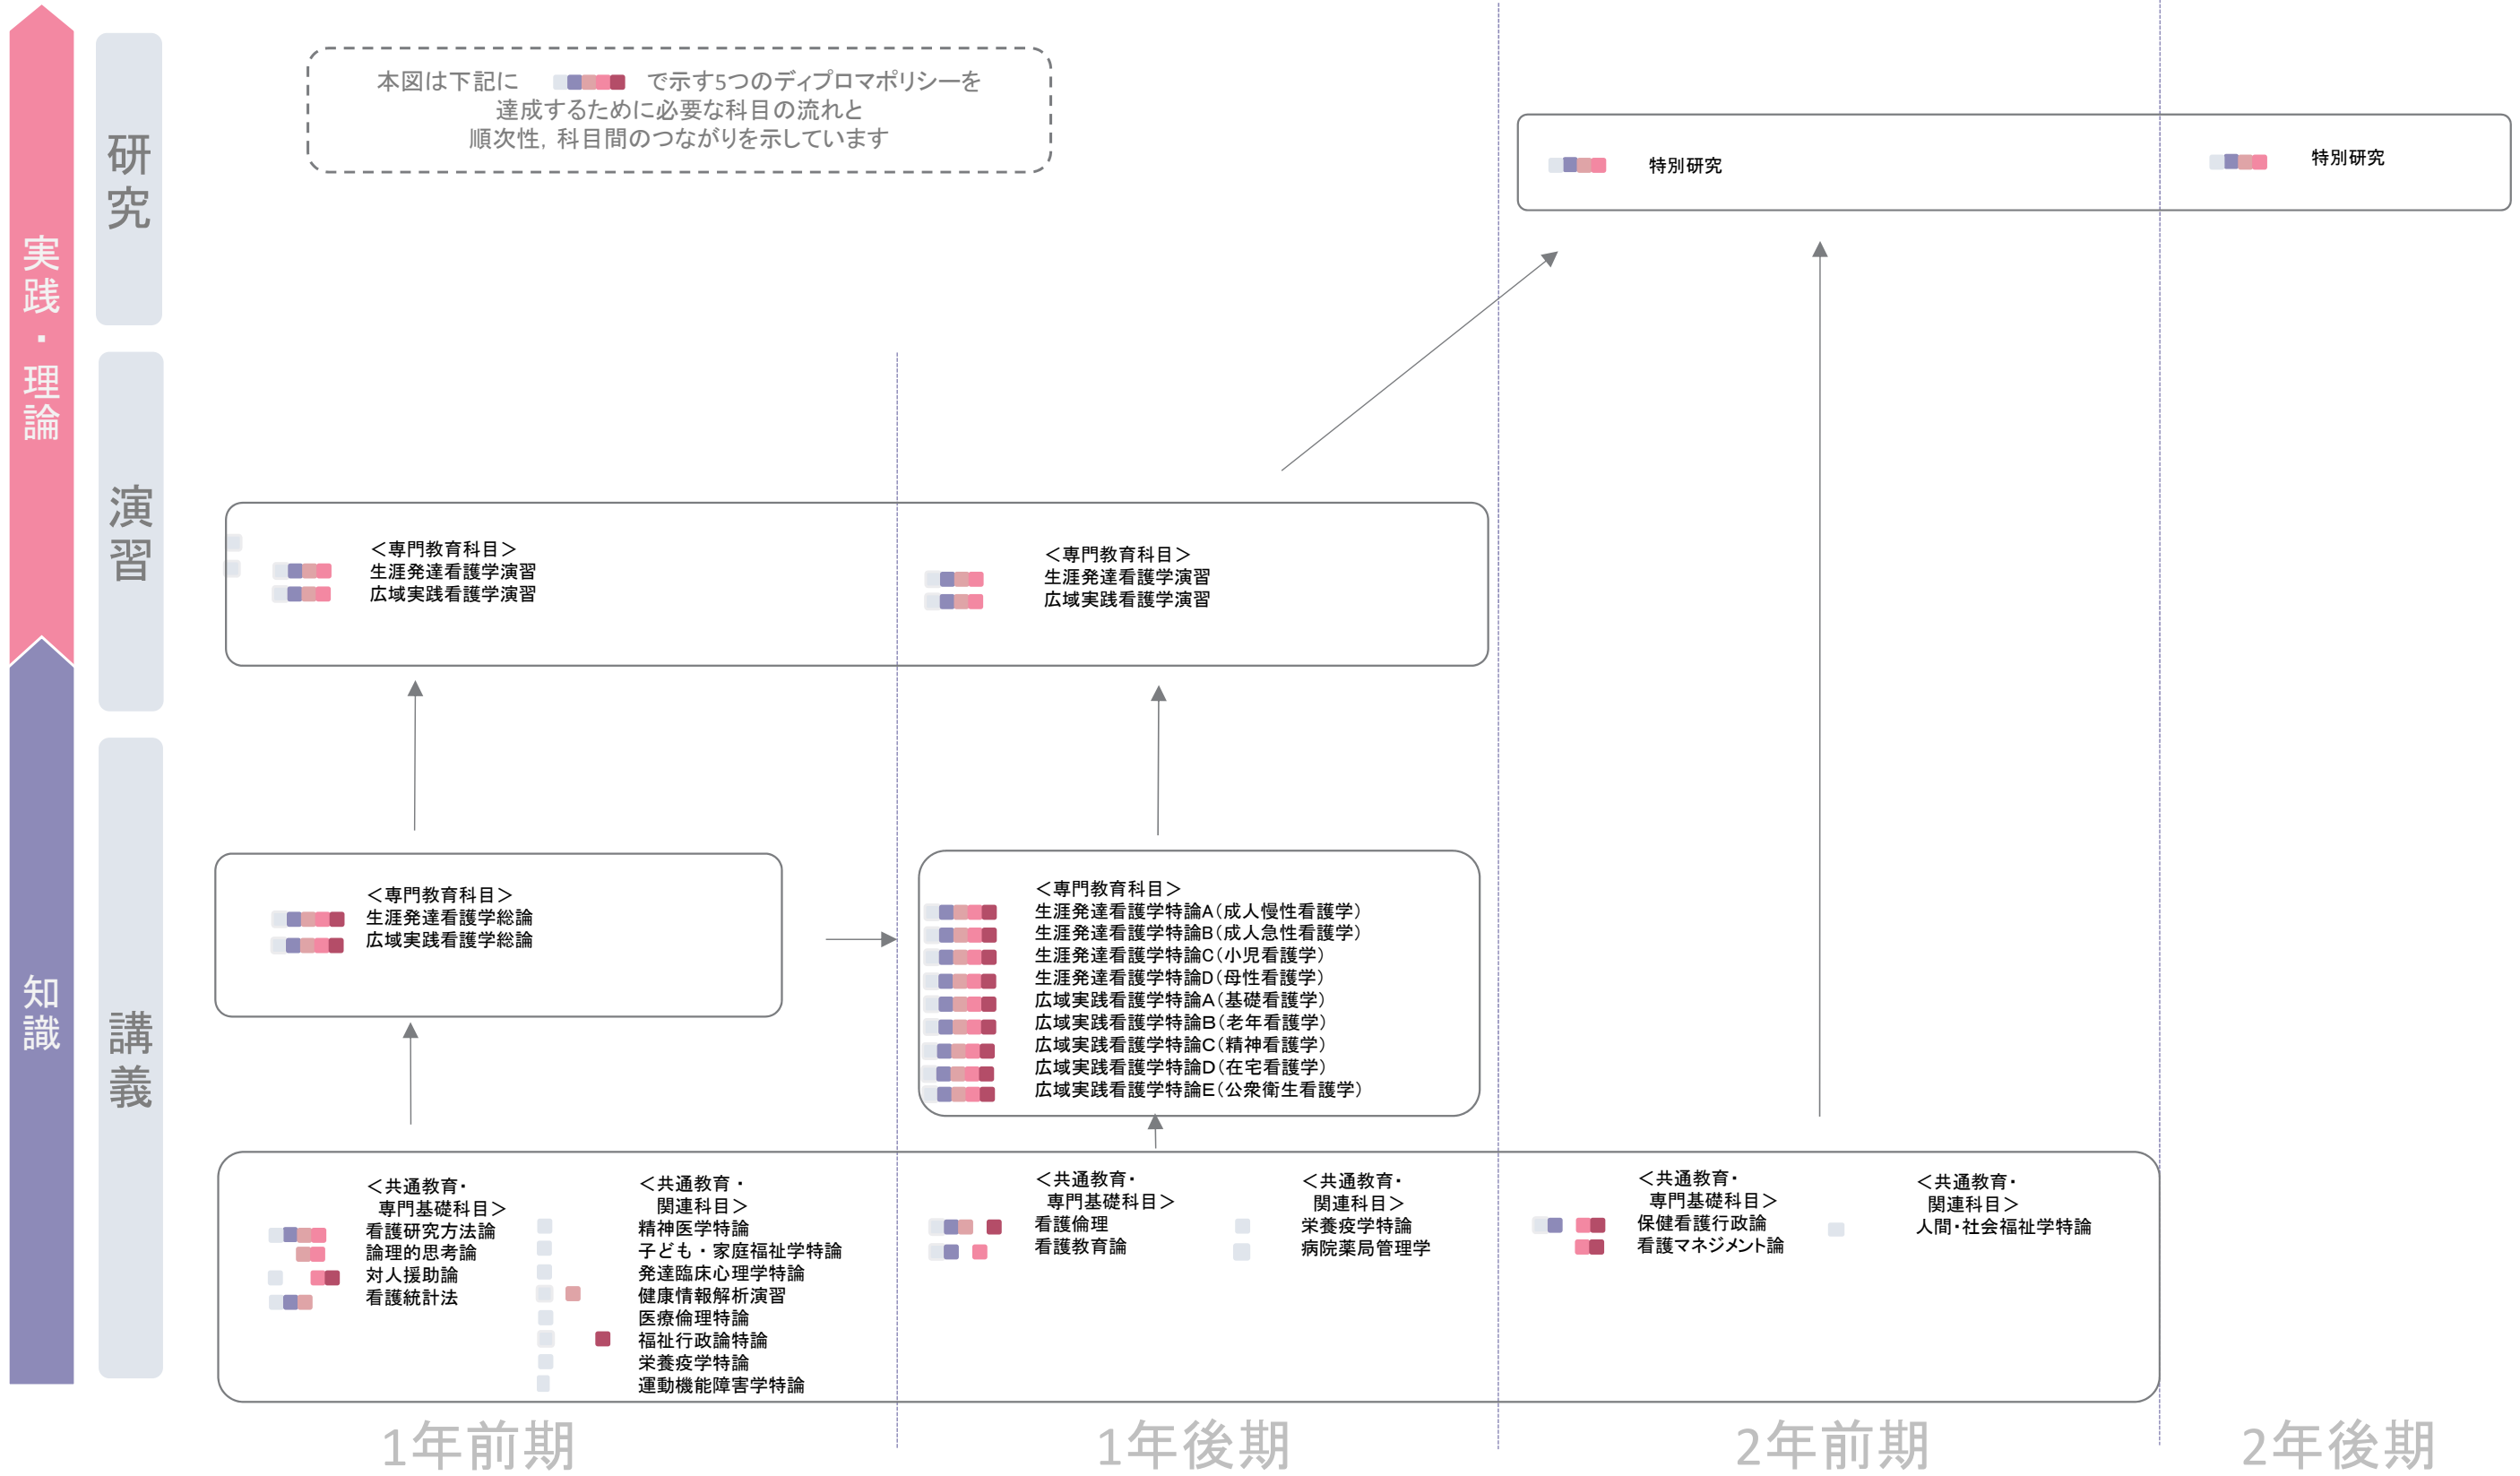 実践・理論
知識
研究
演習
講義
本図は下記に　で示す5つのディプロマポリシーを
達成するために必要な科目の流れと
順次性，科目間のつながりを示しています
特別研究
特別研究
＜専門教育科目＞
生涯発達看護学演習
広域実践看護学演習
＜専門教育科目＞
生涯発達看護学演習
広域実践看護学演習
＜専門教育科目＞
生涯発達看護学総論
広域実践看護学総論
＜専門教育科目＞
生涯発達看護学特論A（成人慢性看護学）
生涯発達看護学特論B（成人急性看護学）
生涯発達看護学特論C（小児看護学）
生涯発達看護学特論D（母性看護学）
広域実践看護学特論A（基礎看護学）
広域実践看護学特論B（老年看護学）
広域実践看護学特論C（精神看護学）
広域実践看護学特論D（在宅看護学）
広域実践看護学特論E（公衆衛生看護学）
＜共通教育・
専門基礎科目＞
看護研究方法論
論理的思考論
対人援助論
看護統計法
＜共通教育・
関連科目＞
精神医学特論
子ども・家庭福祉学特論
発達臨床心理学特論
健康情報解析演習
医療倫理特論
福祉行政論特論
栄養疫学特論
運動機能障害学特論
＜共通教育・
専門基礎科目＞
看護倫理
看護教育論
＜共通教育・
関連科目＞
栄養疫学特論
病院薬局管理学
＜共通教育・
専門基礎科目＞
保健看護行政論
看護マネジメント論
＜共通教育・
関連科目＞
人間・社会福祉学特論
1年前期
1年後期
2年前期
2年後期